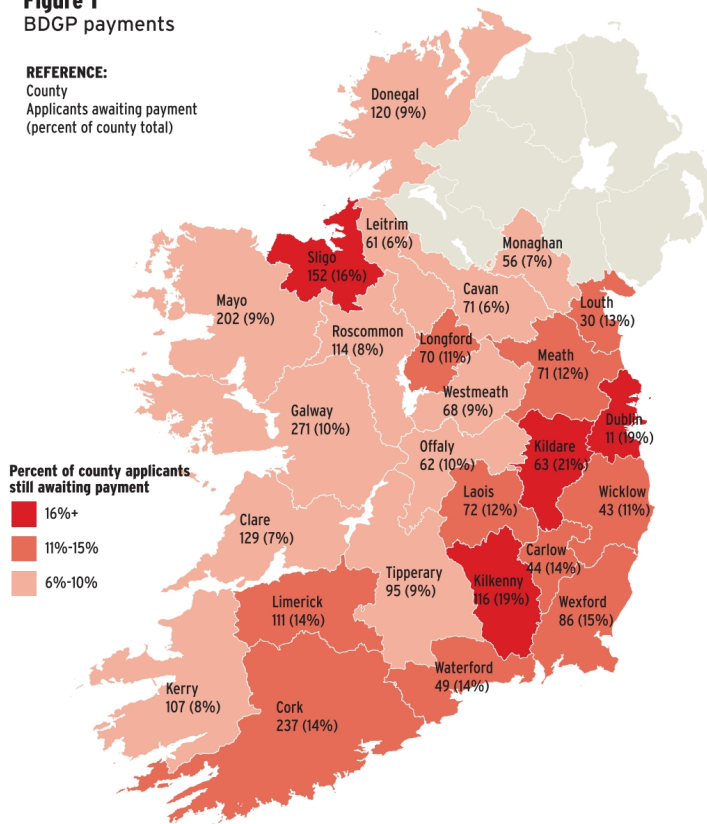 Figure 1
BDGP payments
REFERENCE:
County
Applicants awaiting payment
(percent of county total)
Donegal
120 (9%)
Leitrim
61 (6%)
Sligo
152 (16%)
Monaghan
56 (7%)
Cavan
71 (6%)
Louth
30 (13%)
Mayo
202 (9%)
Roscommon
114 (8%)
Longford
70 (11%)
Meath
71 (12%)
Westmeath
68 (9%)
Galway
271 (10%)
Dublin
11 (19%)
Offaly
62 (10%)
Kildare
63 (21%)
Percent of county applicants
still awaiting payment
16%+
11%-15%
6%-10%
Laois
72 (12%)
Wicklow
43 (11%)
Clare
129 (7%)
Carlow
44 (14%)
Tipperary
95 (9%)
Kilkenny
116 (19%)
Limerick
111 (14%)
Wexford
86 (15%)
Waterford
49 (14%)
Kerry
107 (8%)
Cork
237 (14%)